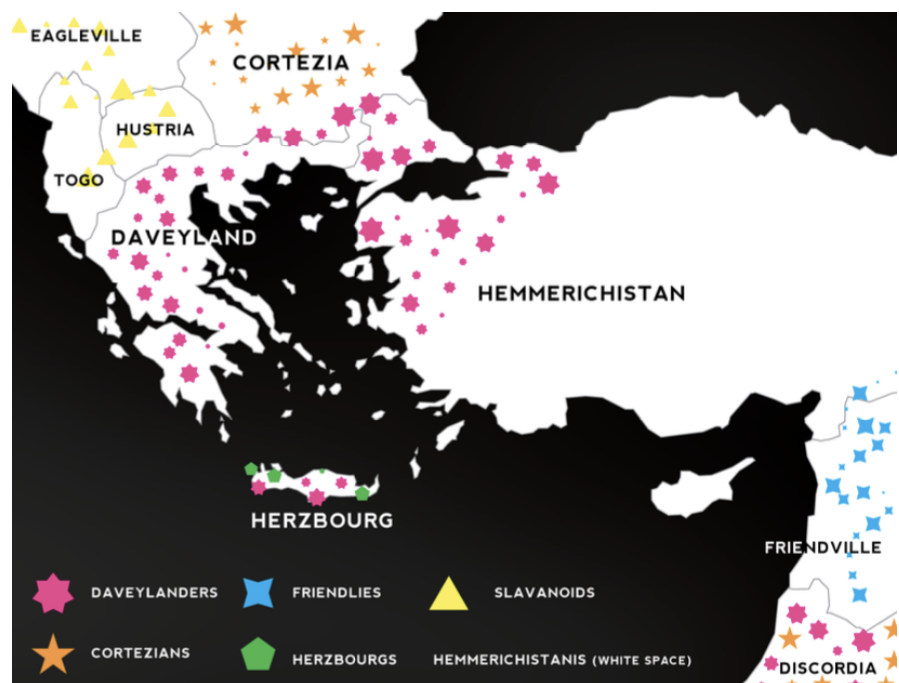 EAGLEVILLE
CORTEZIA
HUSTRIA
TOGO
DAVEYLAND
HEMMERICHISTAN
HERZBOURG
FRIENDVILLE
DAVEYLANDERS
FRIENDLIES
SLAVANOIDS
CORTEZIANS
HERZBOURGS
HEMMERICHISTANIS (WHITE SPACE)
DISCORDIA